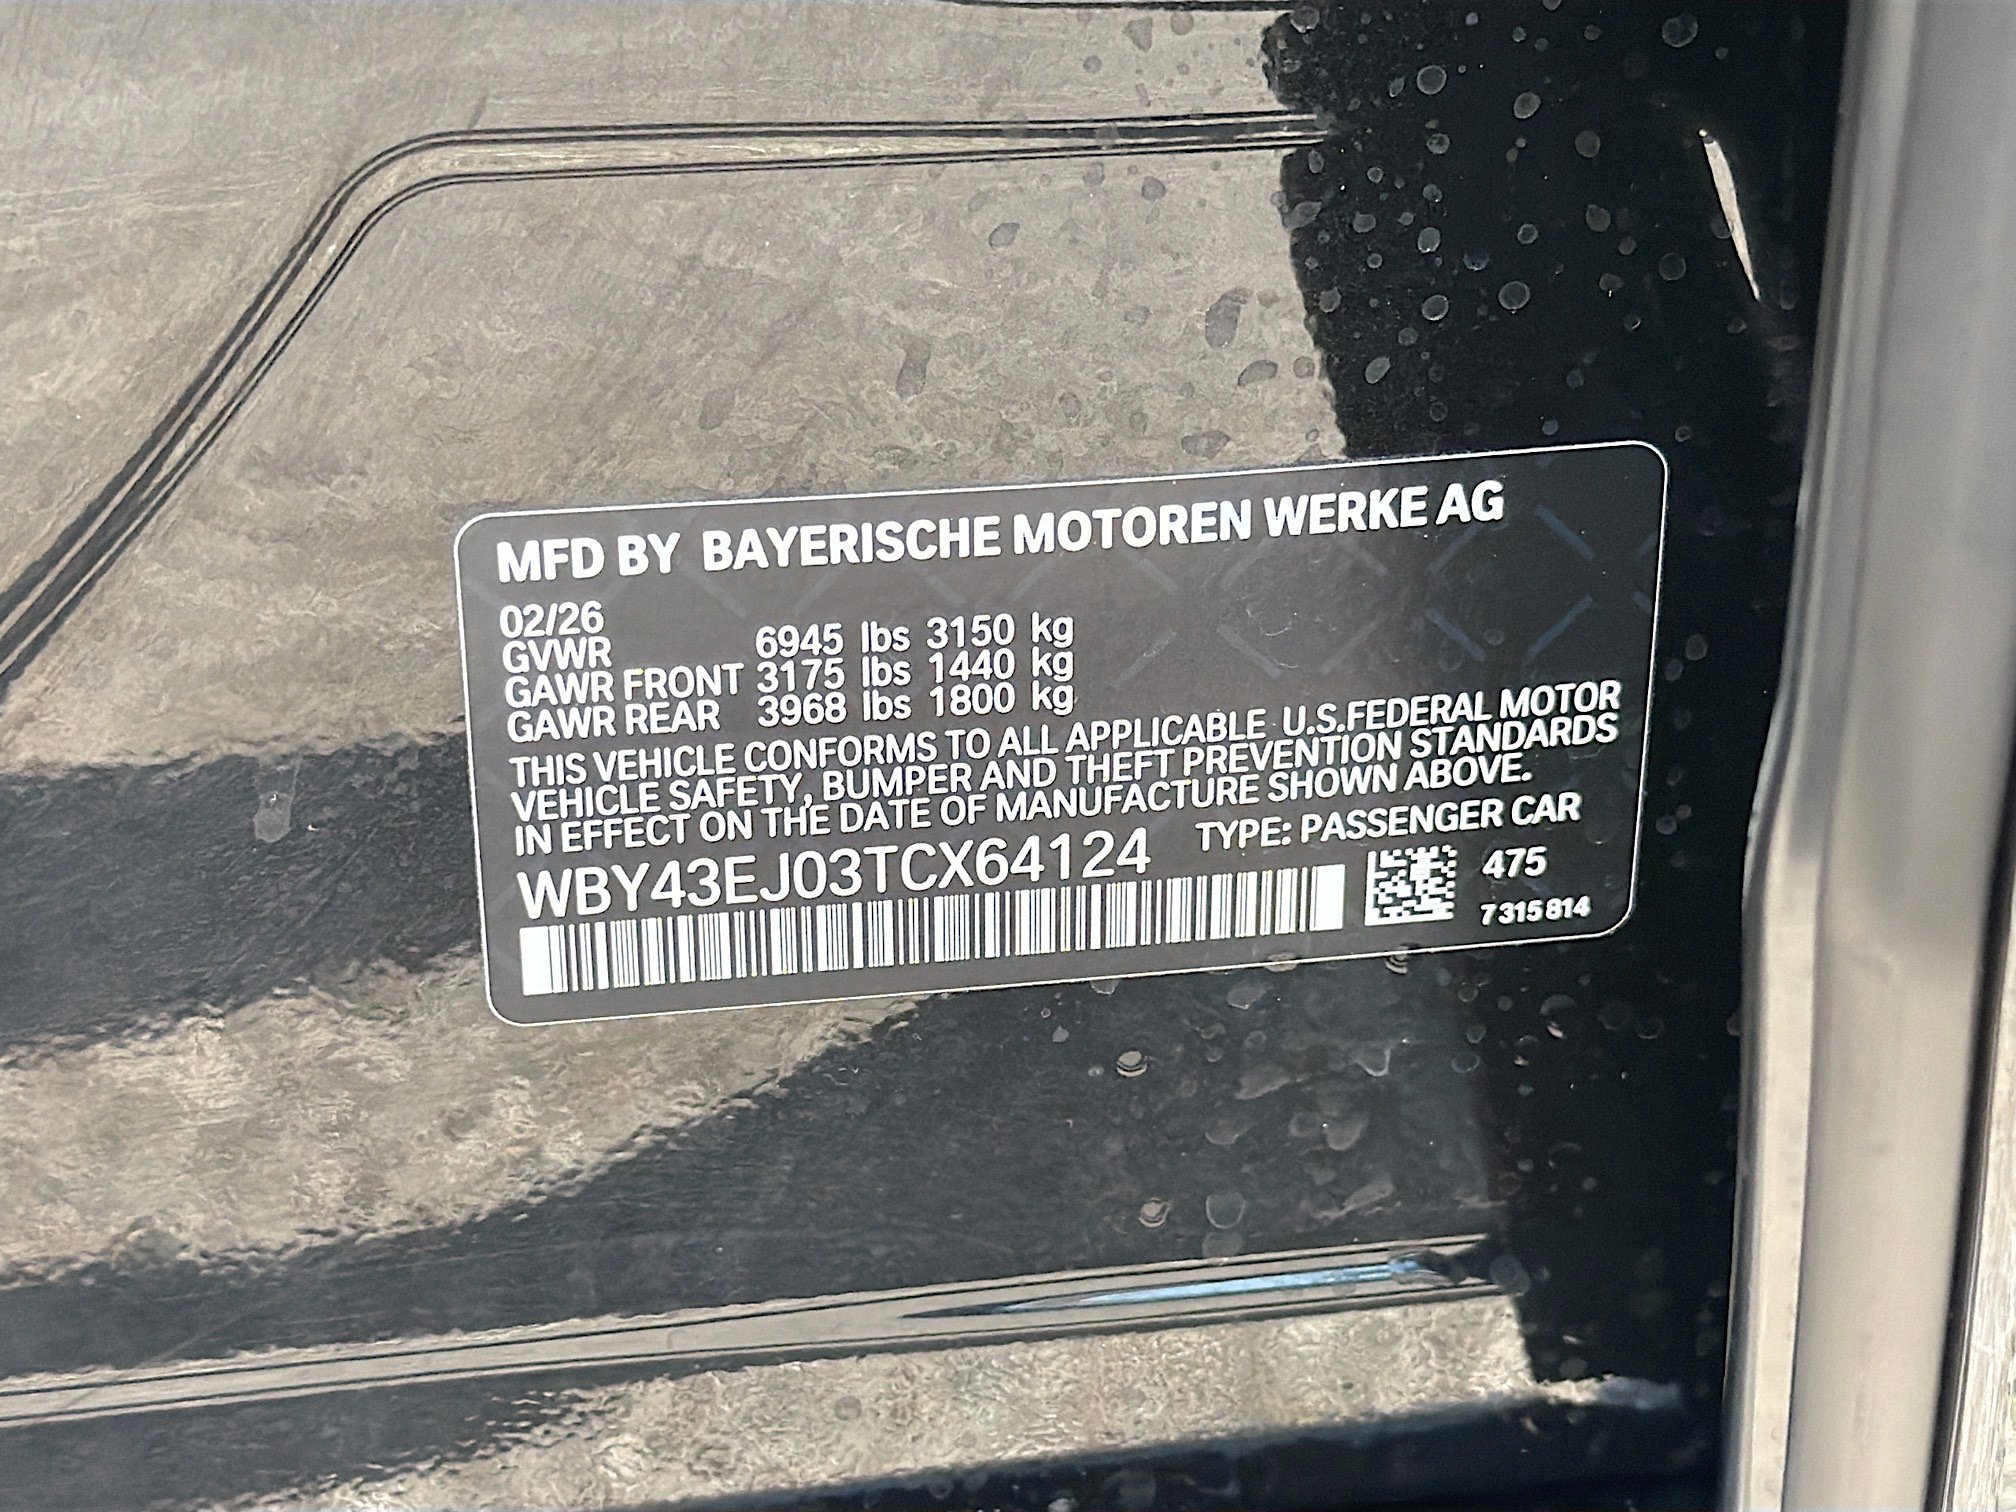 MFD BY BAYERISCHE MOTOREN WERKE AG
02/26
GVWR 6945 lbs 3150 kg
GAWR FRONT 3175 lbs 1440 kg
GAWR REAR 3968 lbs 1800 kg
THIS VEHICLE CONFORMS TO ALL APPLICABLE U.S.FEDERAL MOTOR
VEHICLE SAFETY, BUMPER AND THEFT PREVENTION STANDARDS
IN EFFECT ON THE DATE OF MANUFACTURE SHOWN ABOVE.
WBY43EJ03TCX64124 TYPE: PASSENGER CAR
475
7315814